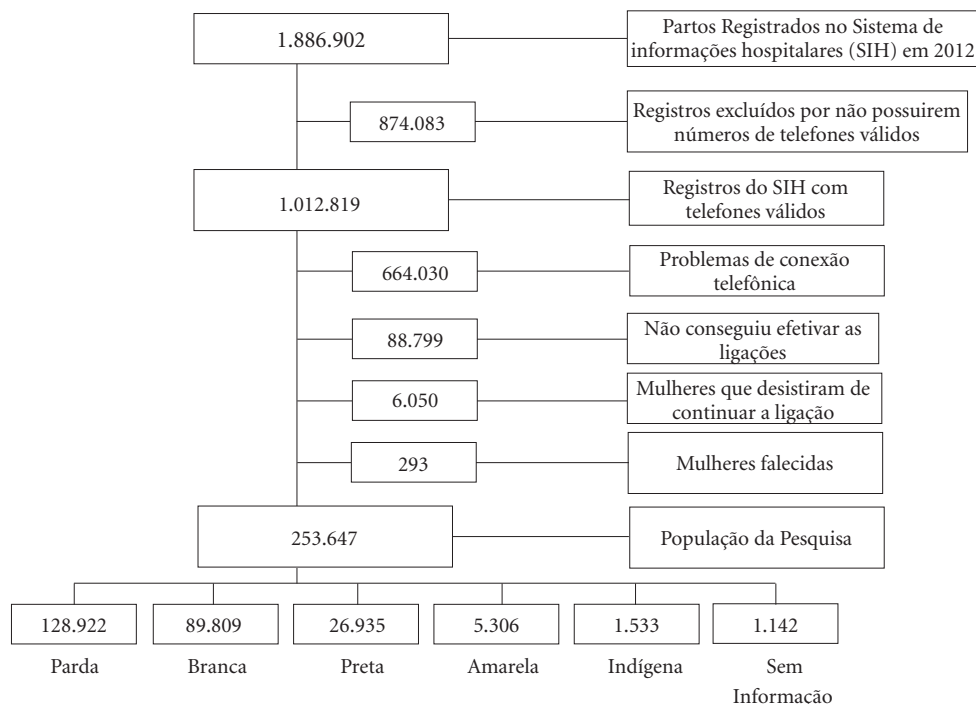 1.886.902
Partos Registrados no Sistema de
informações hospitalares (SIH) em 2012
874.083
Registros excluídos por não possuirem
números de telefones válidos
1.012.819
Registros do SIH com
telefones válidos
664.030
Problemas de conexão
telefônica
88.799
Não conseguiu efetivar as
ligações
6.050
Mulheres que desistiram de
continuar a ligação
293
Mulheres falecidas
253.647
População da Pesquisa
128.922
Parda
89.809
Branca
26.935
Preta
5.306
Amarela
1.533
Indígena
1.142
Sem
Informação